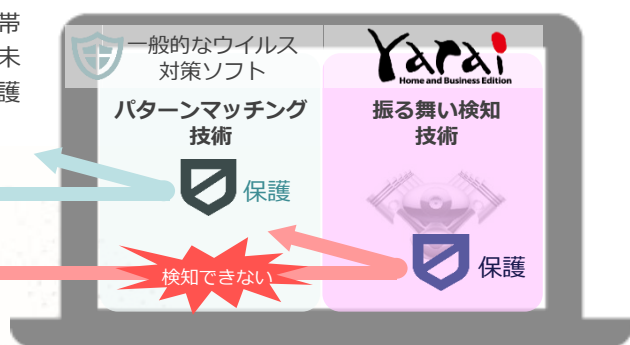 帯
未
護
一般的なウイルス
対策ソフト
Yarai
Home and Business Edition
パターンマッチング
技術
振る舞い検知
技術
保護
検知できない
保護